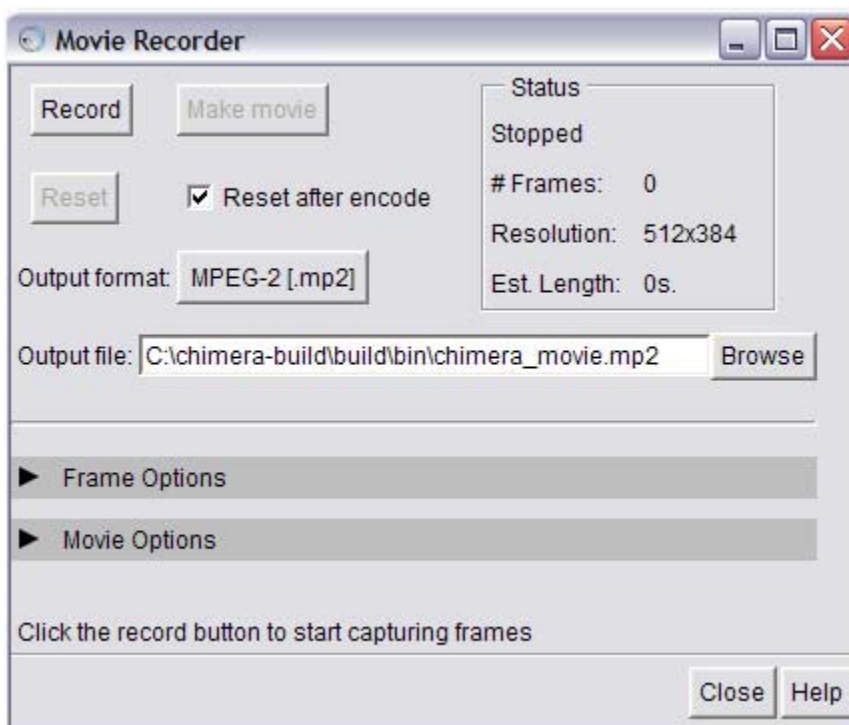 Movie Recorder
Record
Make movie
Status
Stopped
# Frames: 0
Resolution: 512x384
Est. Length: 0s.
Reset
Reset after encode
Output format: MPEG-2 [.mp2]
Output file: C:\chimera-build\build\bin\chimera_movie.mp2 Browse
Frame Options
Movie Options
Click the record button to start capturing frames
Close Help